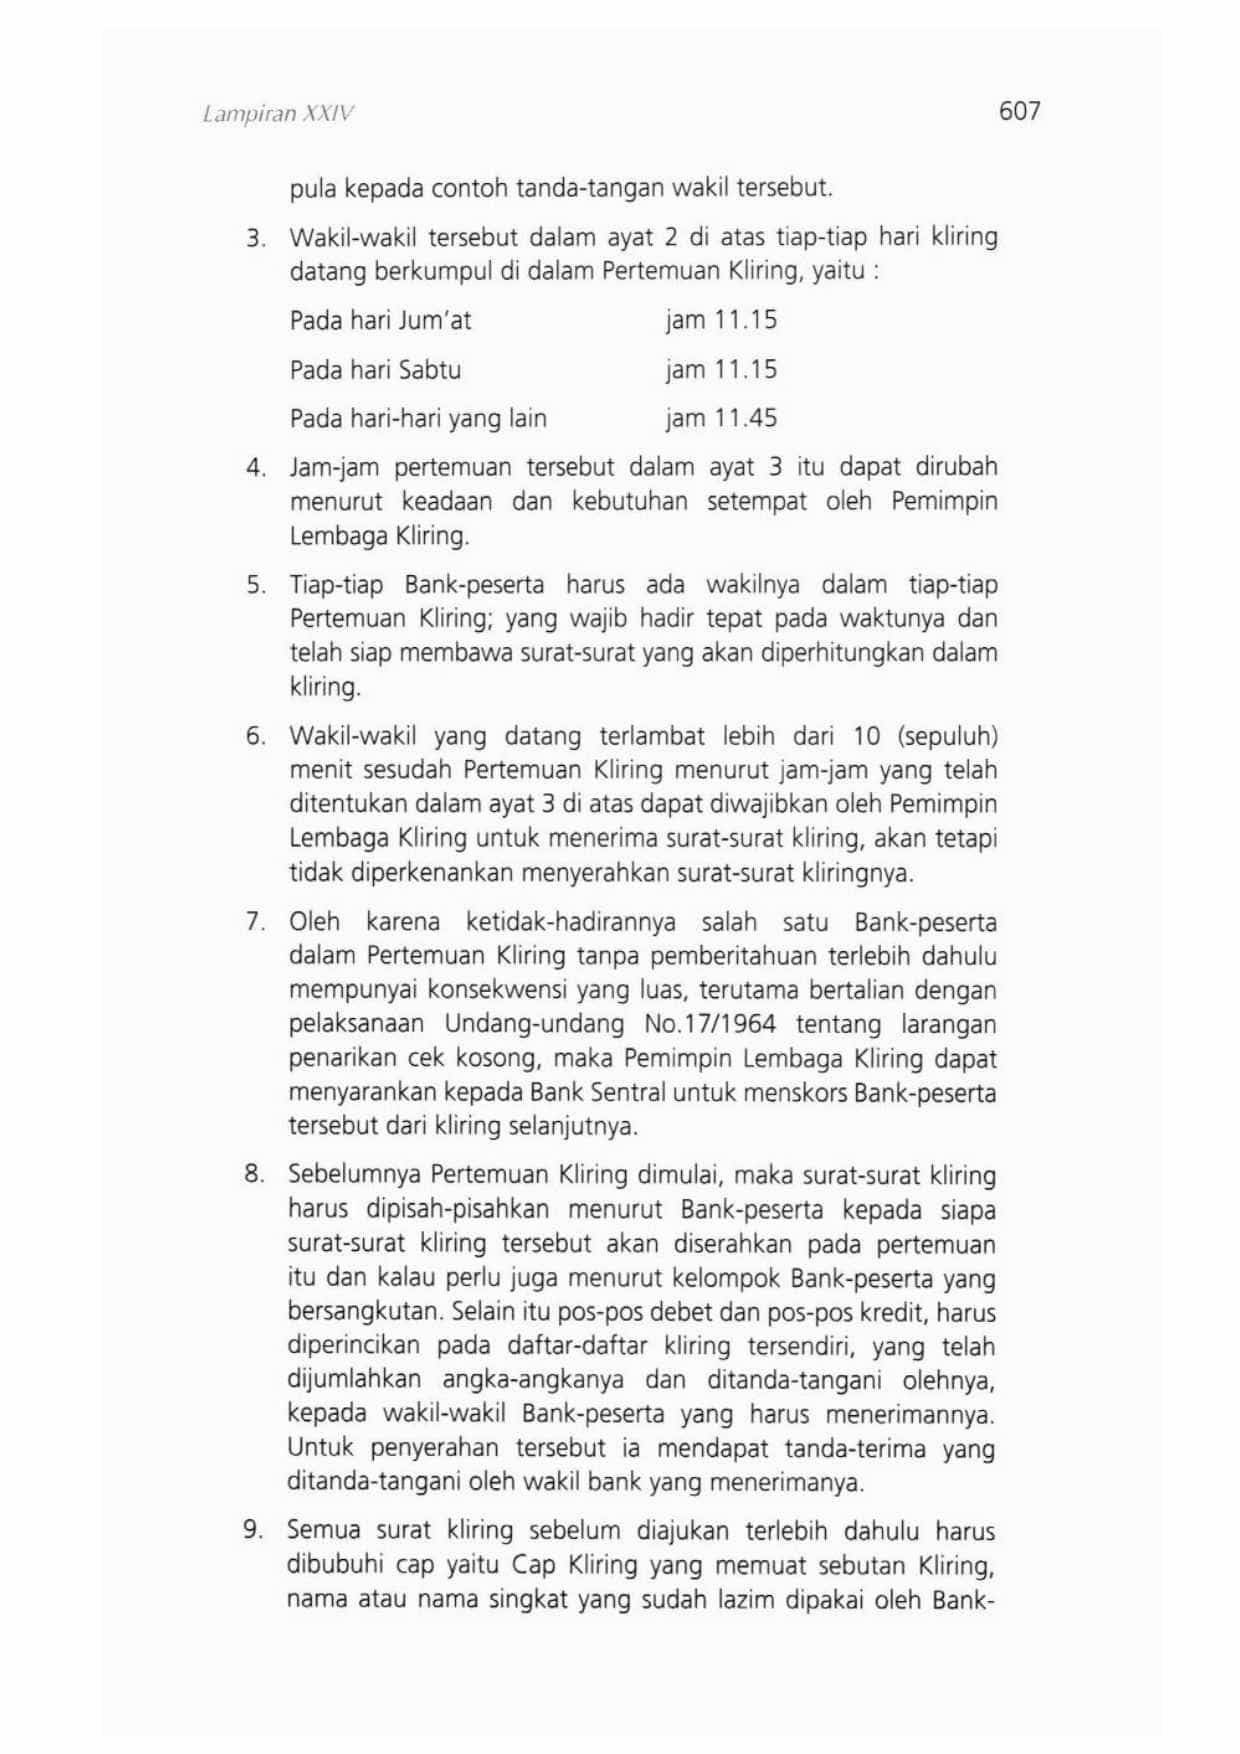 Lampiran XXIV 607
pula kepada contoh tanda-tangan wakil tersebut.
3. Wakil-wakil tersebut dalam ayat 2 di atas tiap-tiap hari kliring
datang berkumpul di dalam Pertemuan Kliring, yaitu :
Pada hari Jum'at jam 11.15
Pada hari Sabtu jam 11.15
Pada hari-hari yang lain jam 11.45
4. Jam-jam pertemuan tersebut dalam ayat 3 itu dapat dirubah
menurut keadaan dan kebutuhan setempat oleh Pemimpin
Lembaga Kliring.
5. Tiap-tiap Bank-peserta harus ada wakilnya dalam tiap-tiap
Pertemuan Kliring; yang wajib hadir tepat pada waktunya dan
telah siap membawa surat-surat yang akan diperhitungkan dalam
kliring.
6. Wakil-wakil yang datang terlambat lebih dari 10 (sepuluh)
menit sesudah Pertemuan Kliring menurut jam-jam yang telah
ditentukan dalam ayat 3 di atas dapat diwajibkan oleh Pemimpin
Lembaga Kliring untuk menerima surat-surat kliring, akan tetapi
tidak diperkenankan menyerahkan surat-surat kliringnya.
7. Oleh karena ketidak-hadirannya salah satu Bank-peserta
dalam Pertemuan Kliring tanpa pemberitahuan terlebih dahulu
mempunyai konsekwensi yang luas, terutama bertalian dengan
pelaksanaan Undang-undang No.17/1964 tentang larangan
penarikan cek kosong, maka Pemimpin Lembaga Kliring dapat
menyarankan kepada Bank Sentral untuk menskors Bank-peserta
tersebut dari kliring selanjutnya.
8. Sebelumnya Pertemuan Kliring dimulai, maka surat-surat kliring
harus dipisah-pisahkan menurut Bank-peserta kepada siapa
surat-surat kliring tersebut akan diserahkan pada pertemuan
itu dan kalau perlu juga menurut kelompok Bank-peserta yang
bersangkutan. Selain itu pos-pos debet dan pos-pos kredit, harus
diperincikan pada daftar-daftar kliring tersendiri, yang telah
dijumlahkan angka-angkanya dan ditanda-tangani olehnya,
kepada wakil-wakil Bank-peserta yang harus menerimannya.
Untuk penyerahan tersebut ia mendapat tanda-terima yang
ditanda-tangani oleh wakil bank yang menerimanya.
9. Semua surat kliring sebelum diajukan terlebih dahulu harus
dibubuhi cap yaitu Cap Kliring yang memuat sebutan Kliring,
nama atau nama singkat yang sudah lazim dipakai oleh Bank-